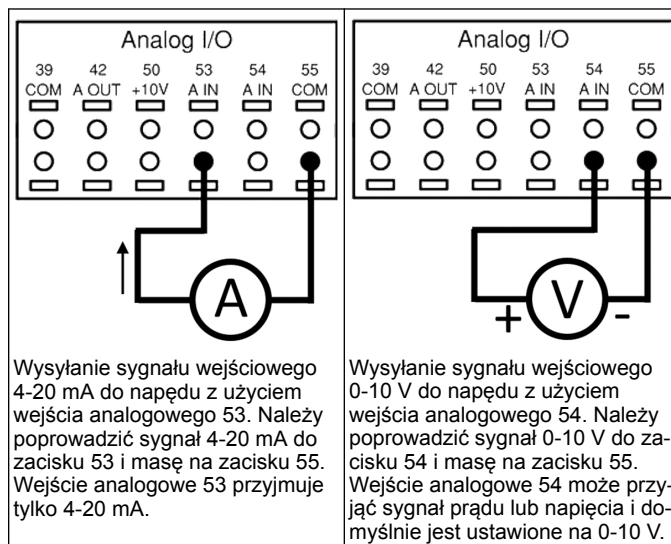 Analog I/O
39 42 50 53 54 55
COM A OUT +10V A IN A IN COM
A
Wysyłanie sygnału wejściowego
4-20 mA do napędu z użyciem
wejścia analogowego 53. Należy
poprowadzić sygnał 4-20 mA do
zacisku 53 i masę na zacisku 55.
Wejście analogowe 53 przyjmuje
tylko 4-20 mA.
Analog I/O
39 42 50 53 54 55
COM A OUT +10V A IN A IN COM
+ V -
Wysyłanie sygnału wejściowego
0-10 V do napędu z użyciem
wejścia analogowego 54. Należy
poprowadzić sygnał 0-10 V do za-
cisku 54 i masę na zacisku 55.
Wejście analogowe 54 może przy-
jąć sygnał prądu lub napięcia i do-
myślnie jest ustawione na 0-10 V.